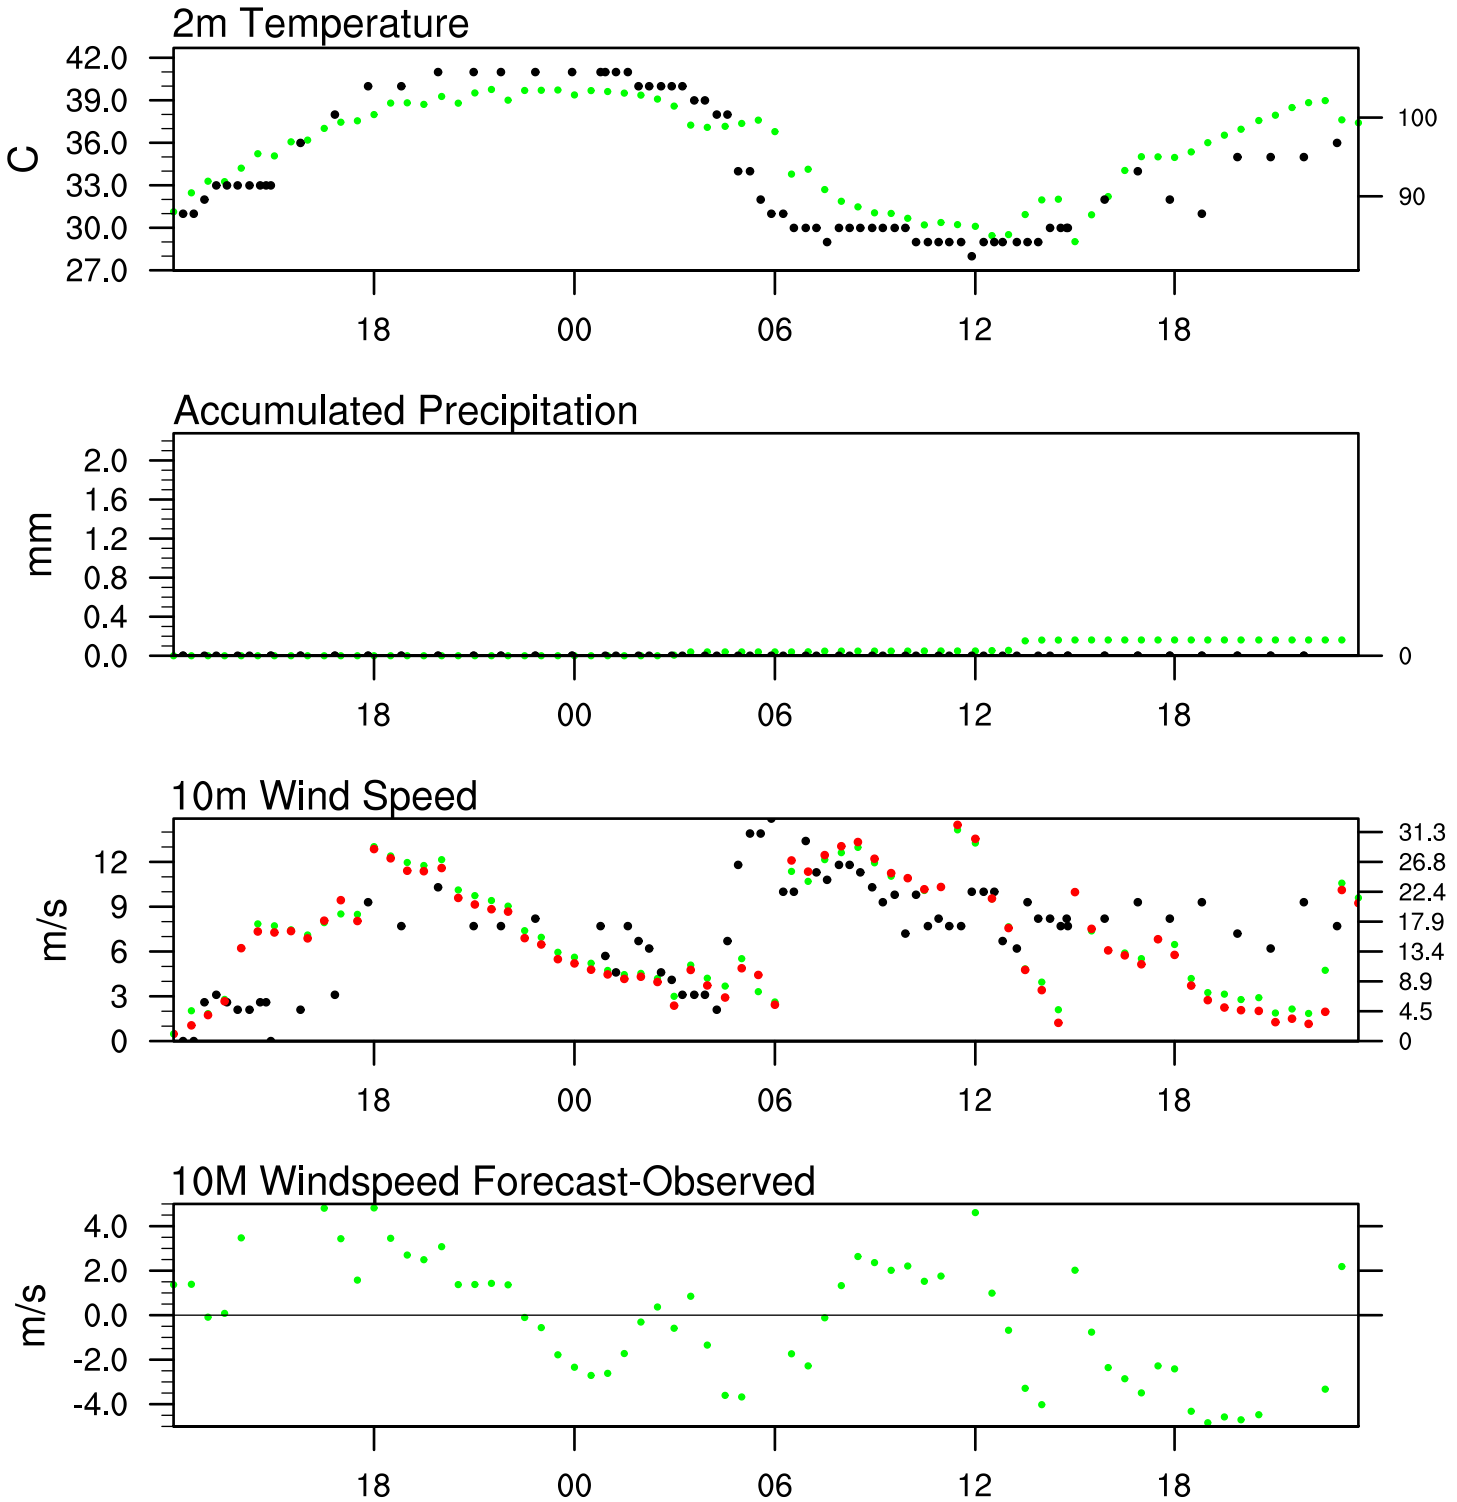 2m Temperature
42.0
39.0
36.0
33.0
30.0
27.0
C
100
90
18 00 06 12 18
Accumulated Precipitation
2.0
1.6
1.2
0.8
0.4
0.0
mm
0
18 00 06 12 18
10m Wind Speed
12
9
6
3
0
m/s
31.3
26.8
22.4
17.9
13.4
8.9
4.5
0
18 00 06 12 18
10M Windspeed Forecast-Observed
4.0
2.0
0.0
-2.0
-4.0
m/s
18 00 06 12 18